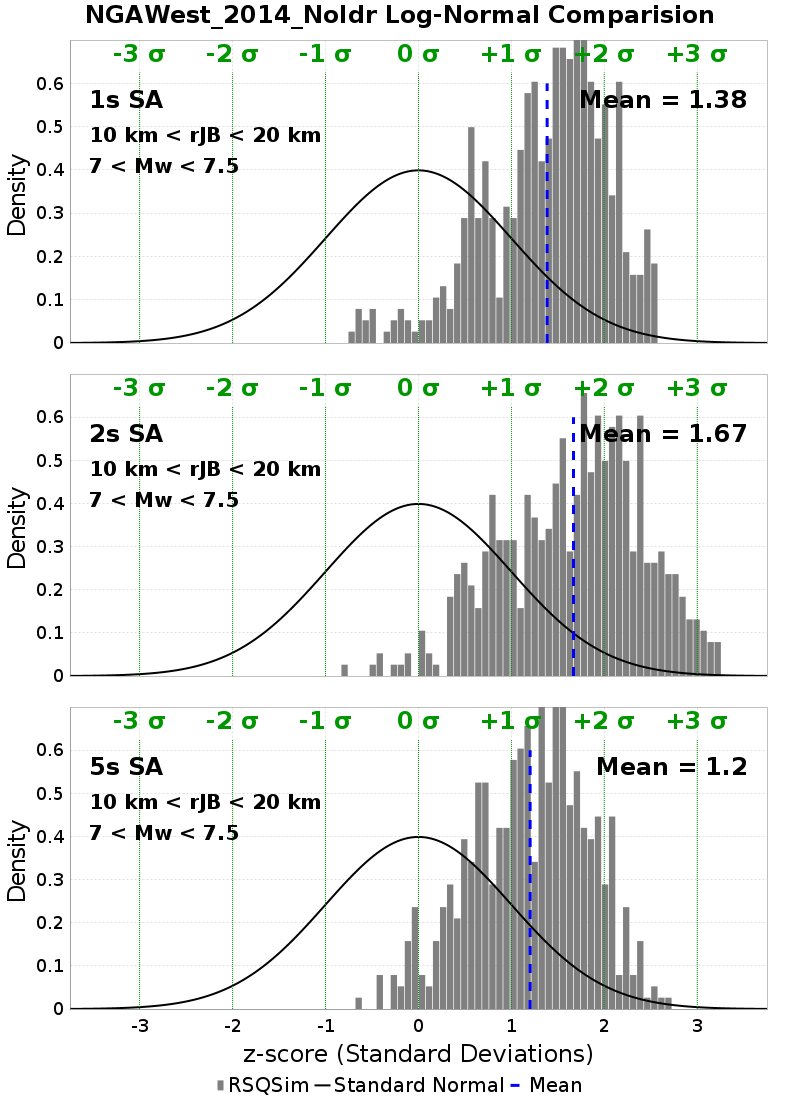 NGAWest_2014_NoIdr Log-Normal Comparision
-3 σ -2 σ -1 σ 0 σ +1 σ +2 σ +3 σ
1s SA
Mean = 1.38
10 km < rJB < 20 km
7 < Mw < 7.5
Density
0.6
0.5
0.4
0.3
0.2
0.1
0
-3 σ -2 σ -1 σ 0 σ +1 σ +2 σ +3 σ
2s SA
Mean = 1.67
10 km < rJB < 20 km
7 < Mw < 7.5
Density
0.6
0.5
0.4
0.3
0.2
0.1
0
-3 σ -2 σ -1 σ 0 σ +1 σ +2 σ +3 σ
5s SA
Mean = 1.2
10 km < rJB < 20 km
7 < Mw < 7.5
Density
0.6
0.5
0.4
0.3
0.2
0.1
0
-3 -2 -1 0 1 2 3
z-score (Standard Deviations)
RSQSim Standard Normal Mean